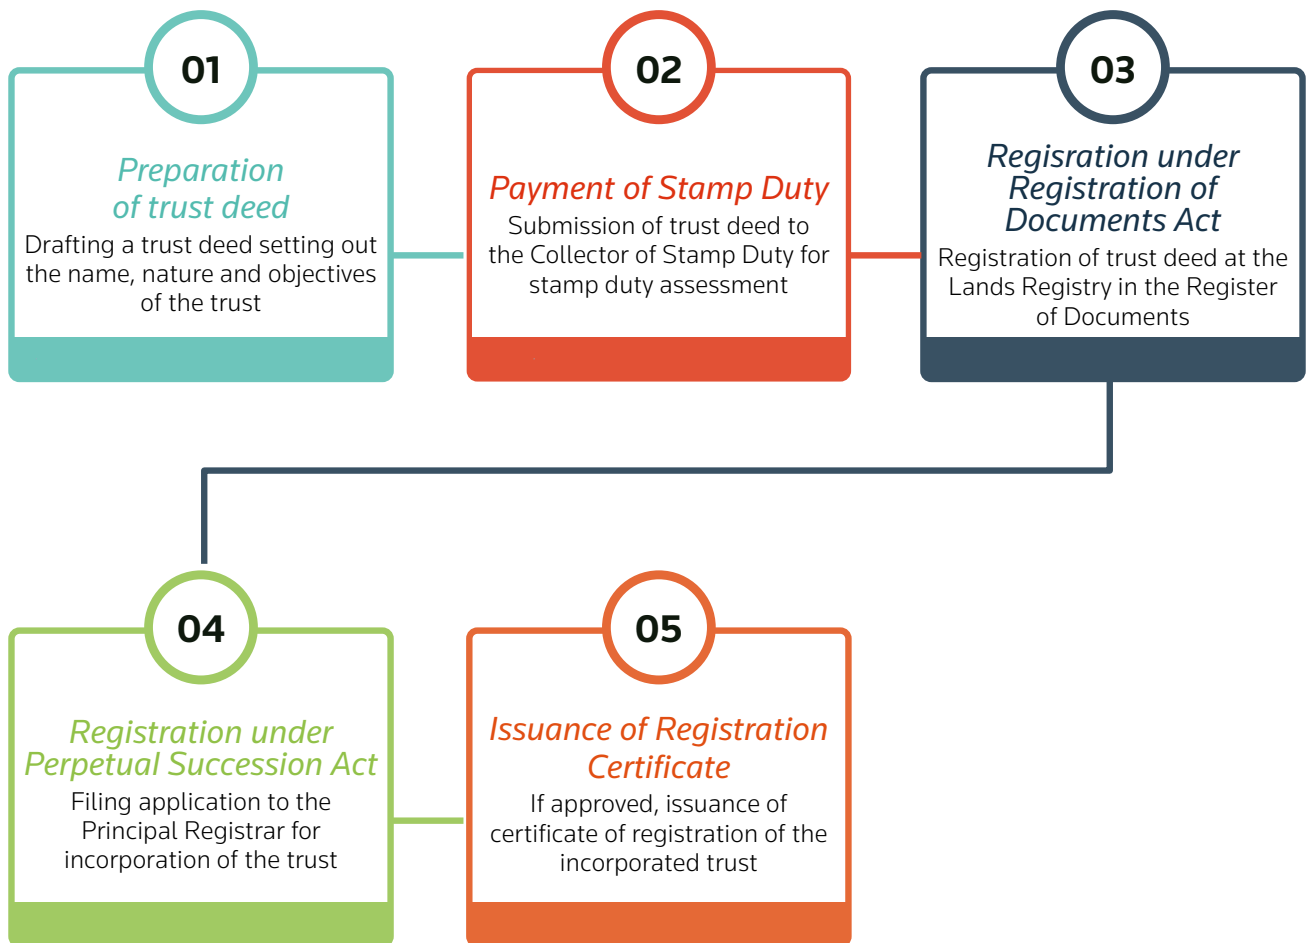 01
Preparation
of trust deed
Drafting a trust deed setting out
the name, nature and objectives
of the trust
02
Payment of Stamp Duty
Submission of trust deed to
the Collector of Stamp Duty for
stamp duty assessment
03
Regisration under
Registration of
Documents Act
Registration of trust deed at the
Lands Registry in the Register
of Documents
04
Registration under
Perpetual Succession Act
Filing application to the
Principal Registrar for
incorporation of the trust
05
Issuance of Registration
Certificate
If approved, issuance of
certificate of registration of the
incorporated trust